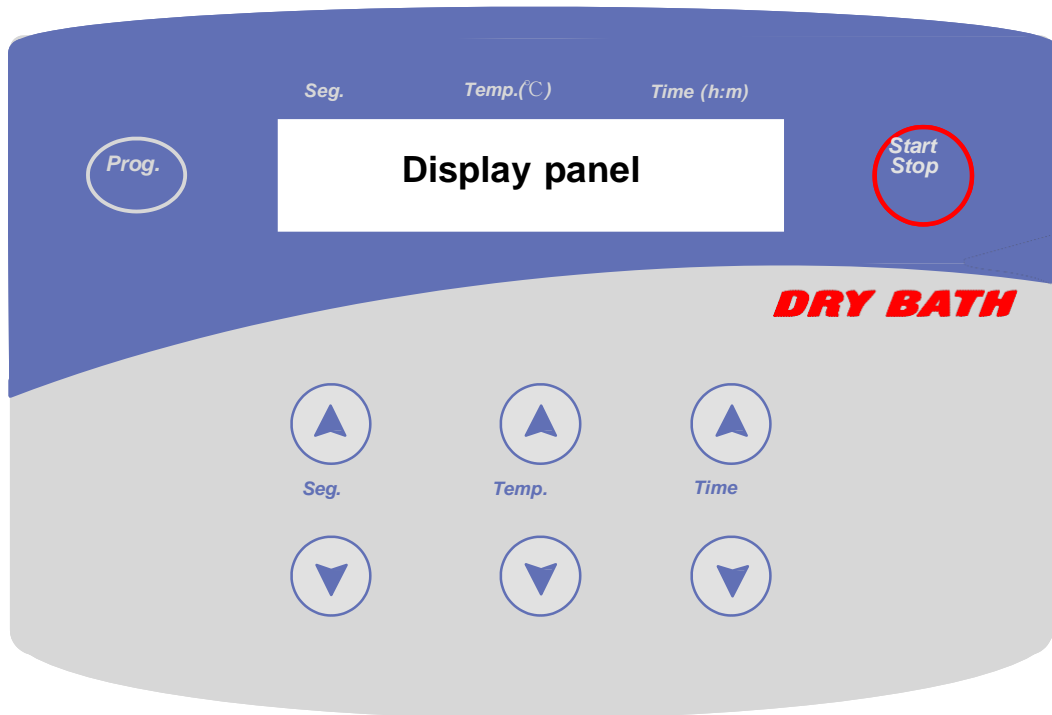 Seg. Temp.(℃) Time (h:m)
Prog.
Display panel
Start
Stop
DRY BATH
Seg. Temp. Time